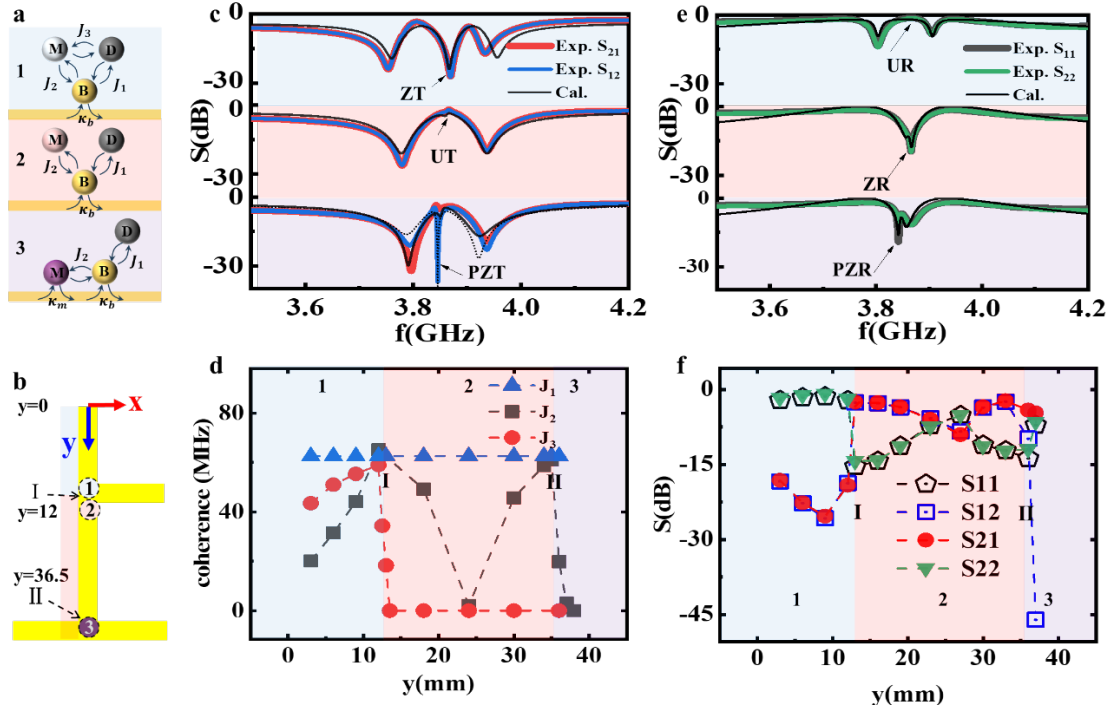 a
1
M
J3
D
J2
J1
B
κb
2
M
D
J2
J1
B
κb
3
D
J2
J1
M
B
κm
κb
c
S(dB)
0
-30
0
-30
0
-30
Exp. S21
Exp. S12
Cal.
ZT
UT
PZT
3.6 3.8 4.0 4.2
f(GHz)
e
S(dB)
0
-30
0
-30
0
-30
UR
Exp. S11
Exp. S22
Cal.
ZR
PZR
3.6 3.8 4.0 4.2
f(GHz)
b
y=0
x
y
I
y=12
1
2
y=36.5
II
3
d
coherence (MHz)
80
40
0
1
2
3
J1
J2
J3
I
II
0 10 20 30 40
y(mm)
f
S(dB)
0
-15
-30
-45
I
II
S11
S12
S21
S22
1
2
3
0 10 20 30 40
y(mm)